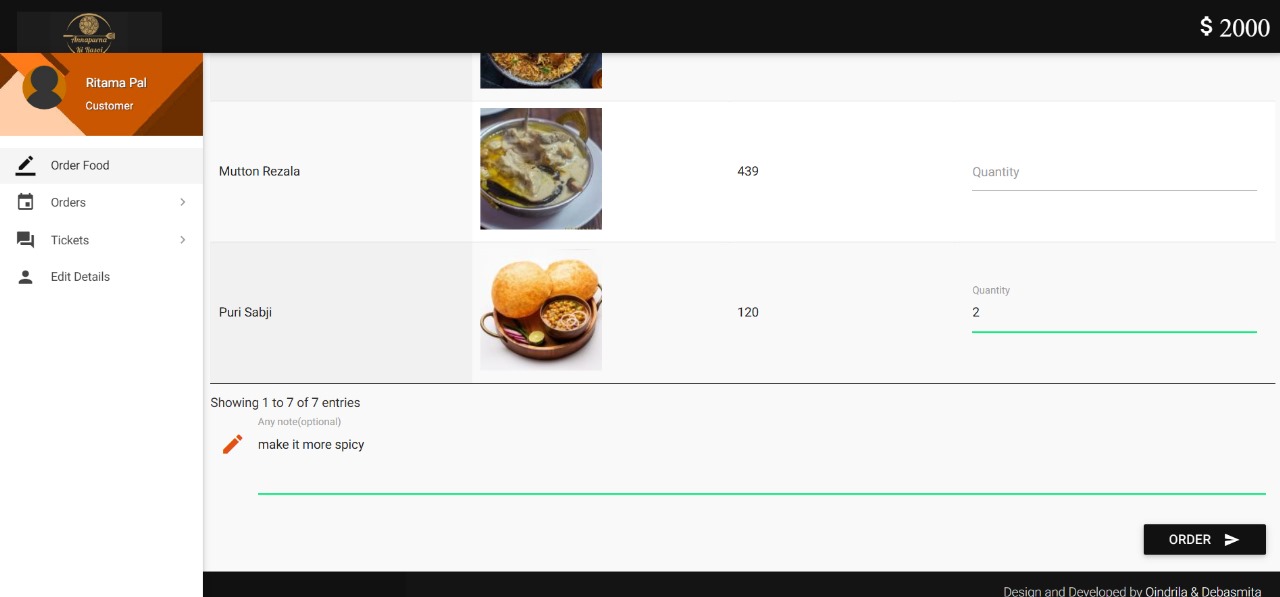 Annapurna
Ki Rasoi
$ 2000
Ritama Pal
Customer
Order Food
Orders
Tickets
Edit Details
Mutton Rezala 439 Quantity
Quantity
Puri Sabji 120 2
Showing 1 to 7 of 7 entries
Any note(optional)
make it more spicy
ORDER
Design and Developed by Oindrila & Debasmita